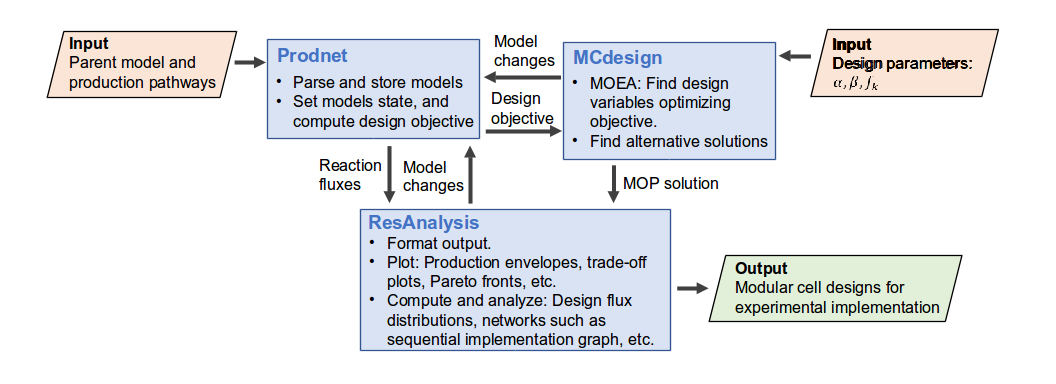 Input
Parent model and
production pathways
Prodnet
• Parse and store models
• Set models state, and
compute design objective
Model
changes
Design
objective
MCdesign
• MOEA: Find design
variables optimizing
objective.
• Find alternative solutions
Input
Design parameters:
α, β, f_k
Reaction
fluxes
Model
changes
MOP solution
ResAnalysis
• Format output.
• Plot: Production envelopes, trade-off
plots, Pareto fronts, etc.
• Compute and analyze: Design flux
distributions, networks such as
sequential implementation graph, etc.
Output
Modular cell designs for
experimental implementation